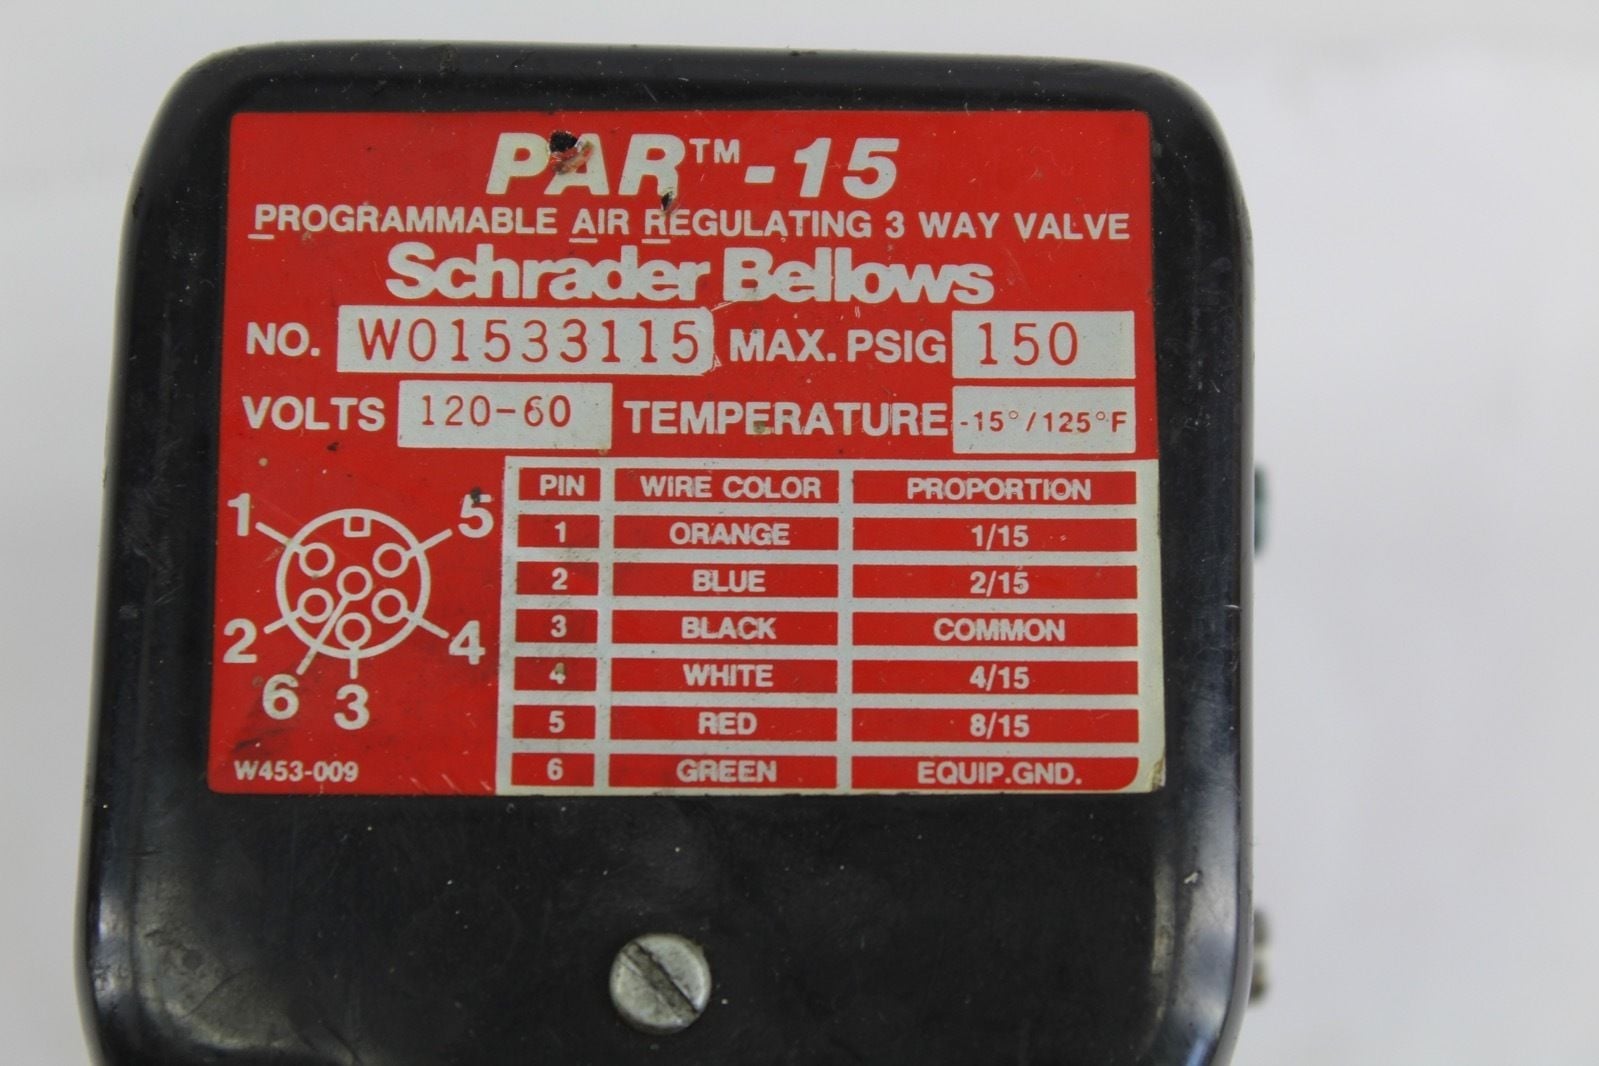 PAR™-15
PROGRAMMABLE AIR REGULATING 3 WAY VALVE
Schrader Bellows
NO. W01533115 MAX. PSIG 150
VOLTS 120-60 TEMPERATURE -15°/125°F
1 5
2 4
6 3
PIN WIRE COLOR PROPORTION
1 ORANGE 1/15
2 BLUE 2/15
3 BLACK COMMON
4 WHITE 4/15
5 RED 8/15
6 GREEN EQUIP.GND.
W453-009